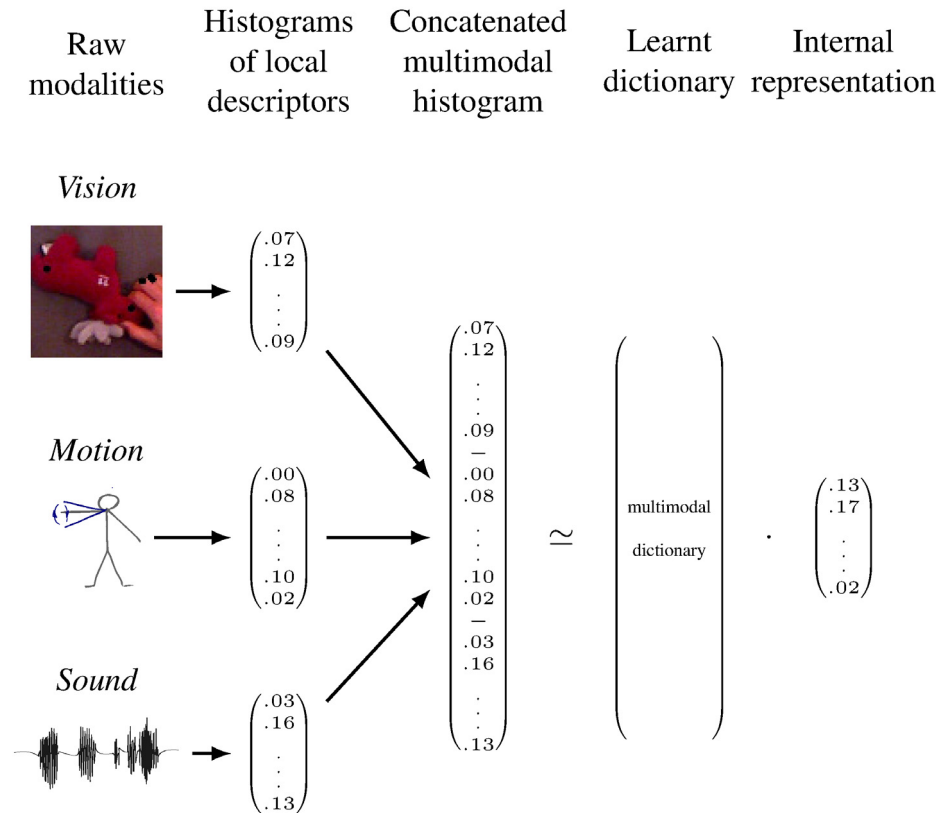 Raw
modalities
Histograms
of local
descriptors
Concatenated
multimodal
histogram
Learnt
dictionary
Internal
representation
Vision
.07
.12
.
.
.
.09
Motion
.00
.08
.
.
.
.10
.02
Sound
.03
.16
.
.
.
.13
.07
.12
.
.
.
.09
–
.00
.08
.
.
.
.10
.02
–
.03
.16
.
.
.
.13
≃
multimodal
dictionary
·
.13
.17
.
.
.
.02